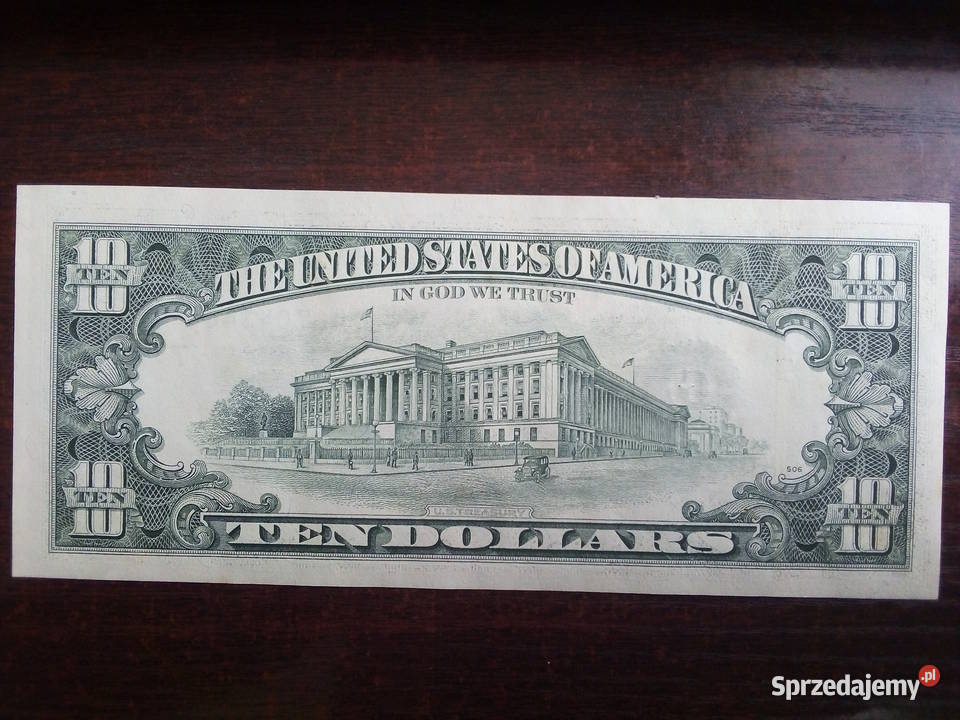 10 TEN 10
10 TEN 10
THE UNITED STATES OF AMERICA
IN GOD WE TRUST
506
U.S. TREASURY
10 TEN 10
10 TEN 10
TEN DOLLARS
Sprzedajemy.pl